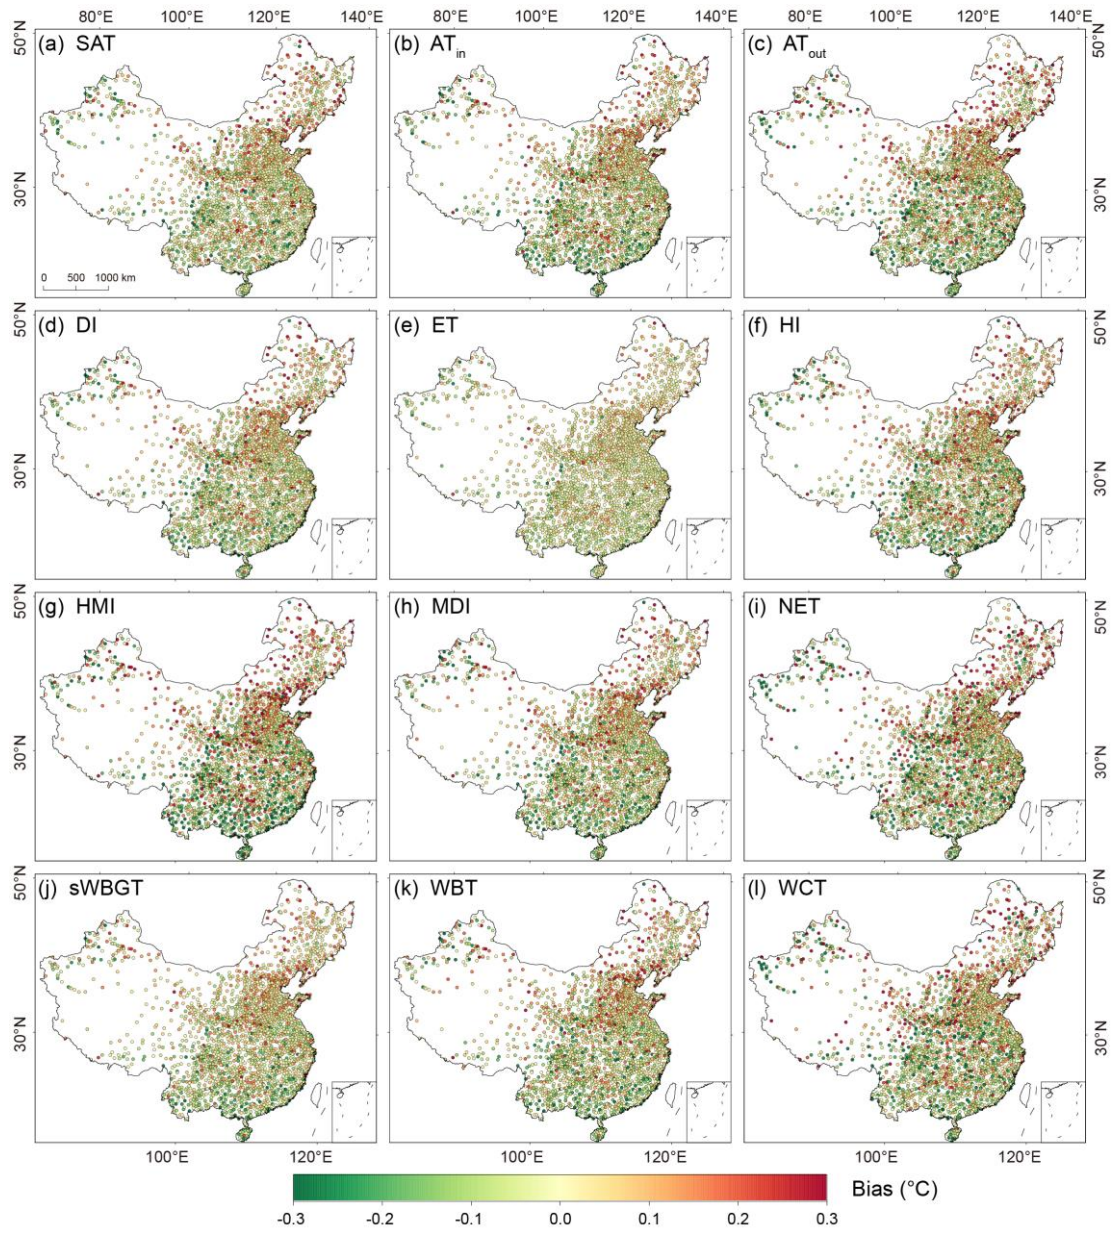 80°E 100°E 120°E 140°E 80°E 100°E 120°E 140°E 80°E 100°E 120°E 140°E
50°N (a) SAT (b) ATin (c) ATout 50°N
30°N 30°N
0 500 1000 km
50°N (d) DI (e) ET (f) HI 50°N
30°N 30°N
50°N (g) HMI (h) MDI (i) NET 50°N
30°N 30°N
50°N (j) sWBGT (k) WBT (l) WCT 50°N
30°N 30°N
100°E 120°E 100°E 120°E 100°E 120°E
Bias (°C)
-0.3 -0.2 -0.1 0.0 0.1 0.2 0.3